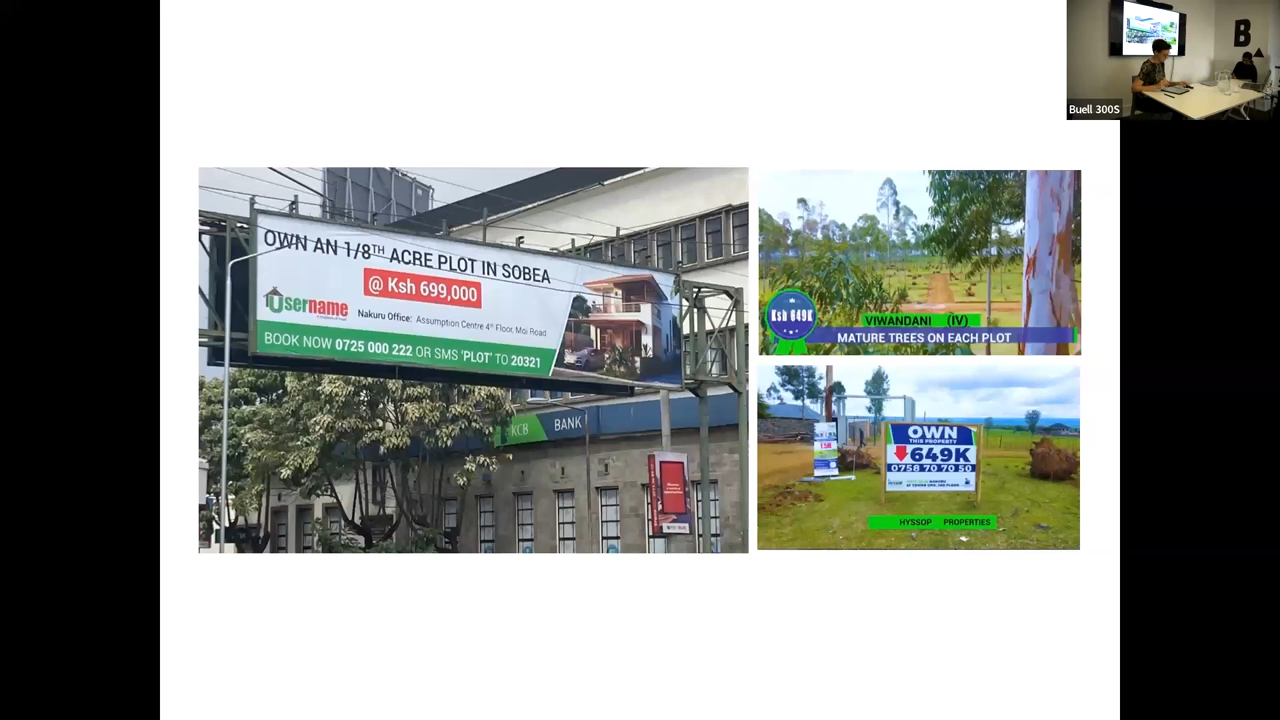 Buell 300S
B
OWN AN 1/8TH ACRE PLOT IN SOBEA
@ Ksh 699,000
Username
Nakuru Office: Assumption Centre 4th Floor, Moi Road
BOOK NOW 0725 000 222 OR SMS 'PLOT' TO 20321
KCB BANK
Ksh 649K
VIWANDANI (IV)
MATURE TREES ON EACH PLOT
OWN
THIS PROPERTY
649K
0758 70 70 50
HYSSOP PROPERTIES